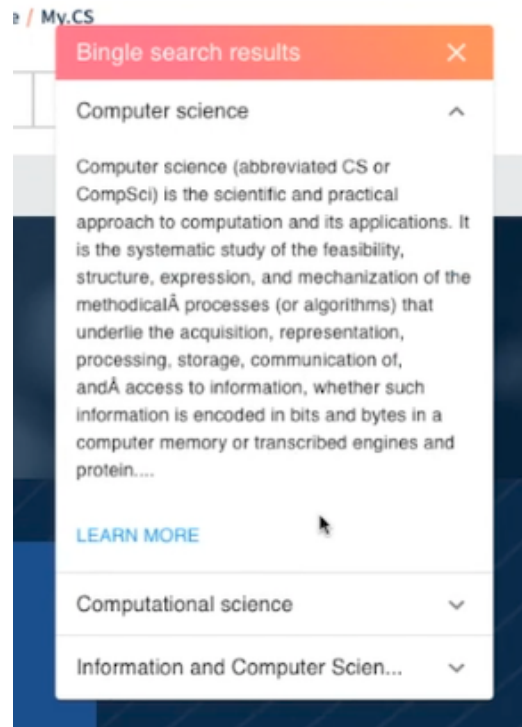 e / My.CS
Bingle search results
Computer science
Computer science (abbreviated CS or
CompSci) is the scientific and practical
approach to computation and its applications. It
is the systematic study of the feasibility,
structure, expression, and mechanization of the
methodicalÂ processes (or algorithms) that
underlie the acquisition, representation,
processing, storage, communication of,
andÂ access to information, whether such
information is encoded in bits and bytes in a
computer memory or transcribed engines and
protein....
LEARN MORE
Computational science
Information and Computer Scien...